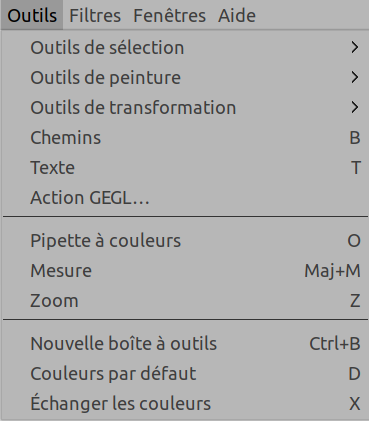 Outils Filtres Fenêtres Aide
Outils de sélection
Outils de peinture
Outils de transformation
Chemins B
Texte T
Action GEGL...
Pipette à couleurs O
Mesure Maj+M
Zoom Z
Nouvelle boîte à outils Ctrl+B
Couleurs par défaut D
Échanger les couleurs X